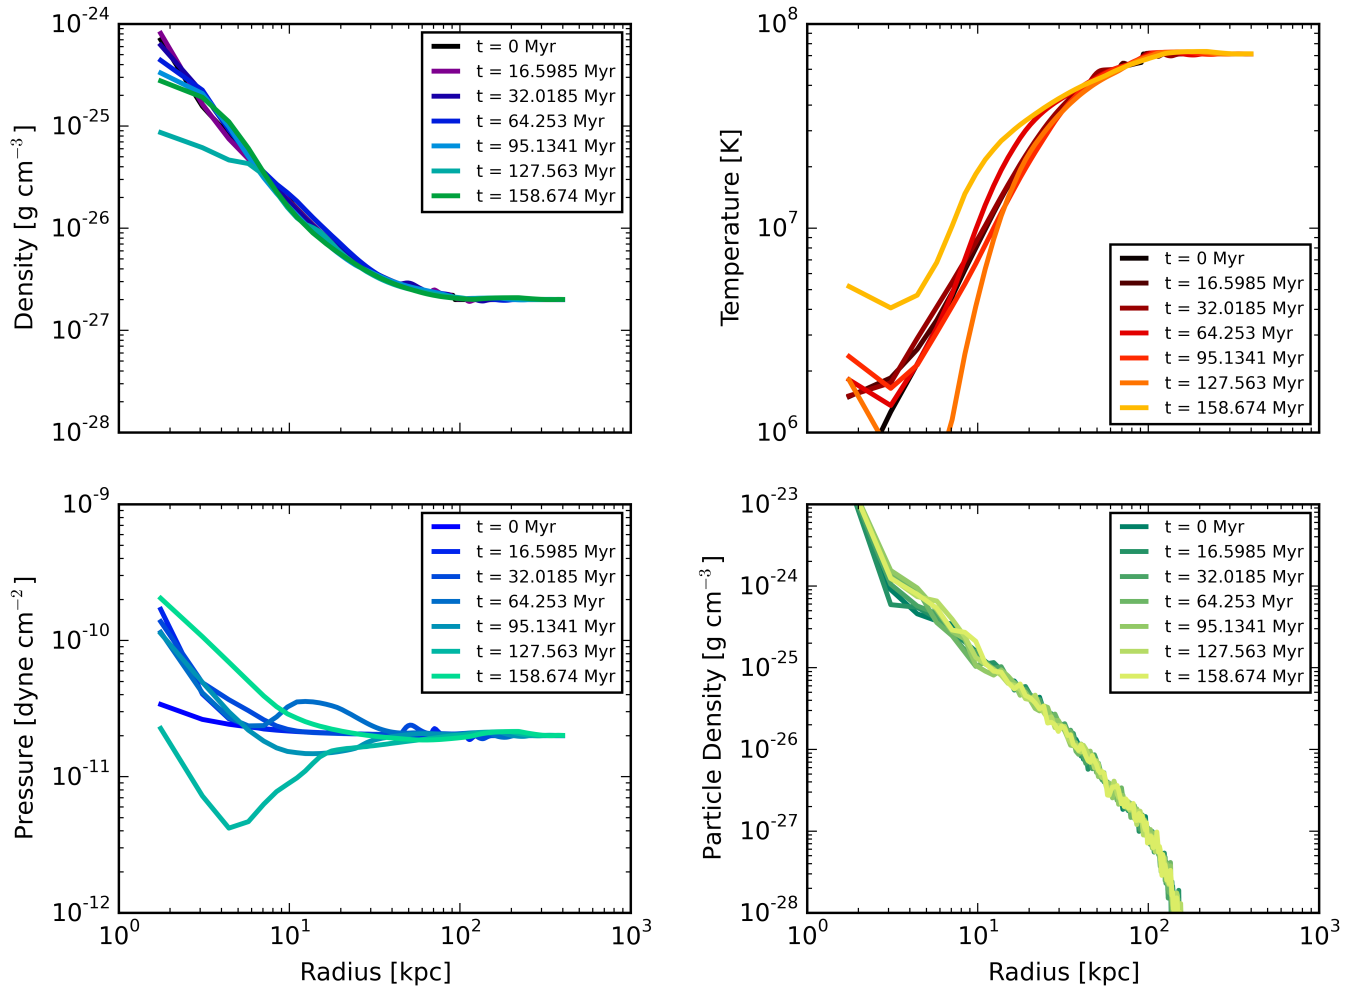 10^-24
10^-25
10^-26
10^-27
10^-28
Density [g cm^-3]
t = 0 Myr
t = 16.5985 Myr
t = 32.0185 Myr
t = 64.253 Myr
t = 95.1341 Myr
t = 127.563 Myr
t = 158.674 Myr
10^8
10^7
10^6
Temperature [K]
t = 0 Myr
t = 16.5985 Myr
t = 32.0185 Myr
t = 64.253 Myr
t = 95.1341 Myr
t = 127.563 Myr
t = 158.674 Myr
10^-9
10^-10
10^-11
10^-12
Pressure [dyne cm^-2]
t = 0 Myr
t = 16.5985 Myr
t = 32.0185 Myr
t = 64.253 Myr
t = 95.1341 Myr
t = 127.563 Myr
t = 158.674 Myr
10^0 10^1 10^2 10^3
Radius [kpc]
10^-23
10^-24
10^-25
10^-26
10^-27
10^-28
Particle Density [g cm^-3]
t = 0 Myr
t = 16.5985 Myr
t = 32.0185 Myr
t = 64.253 Myr
t = 95.1341 Myr
t = 127.563 Myr
t = 158.674 Myr
10^0 10^1 10^2 10^3
Radius [kpc]